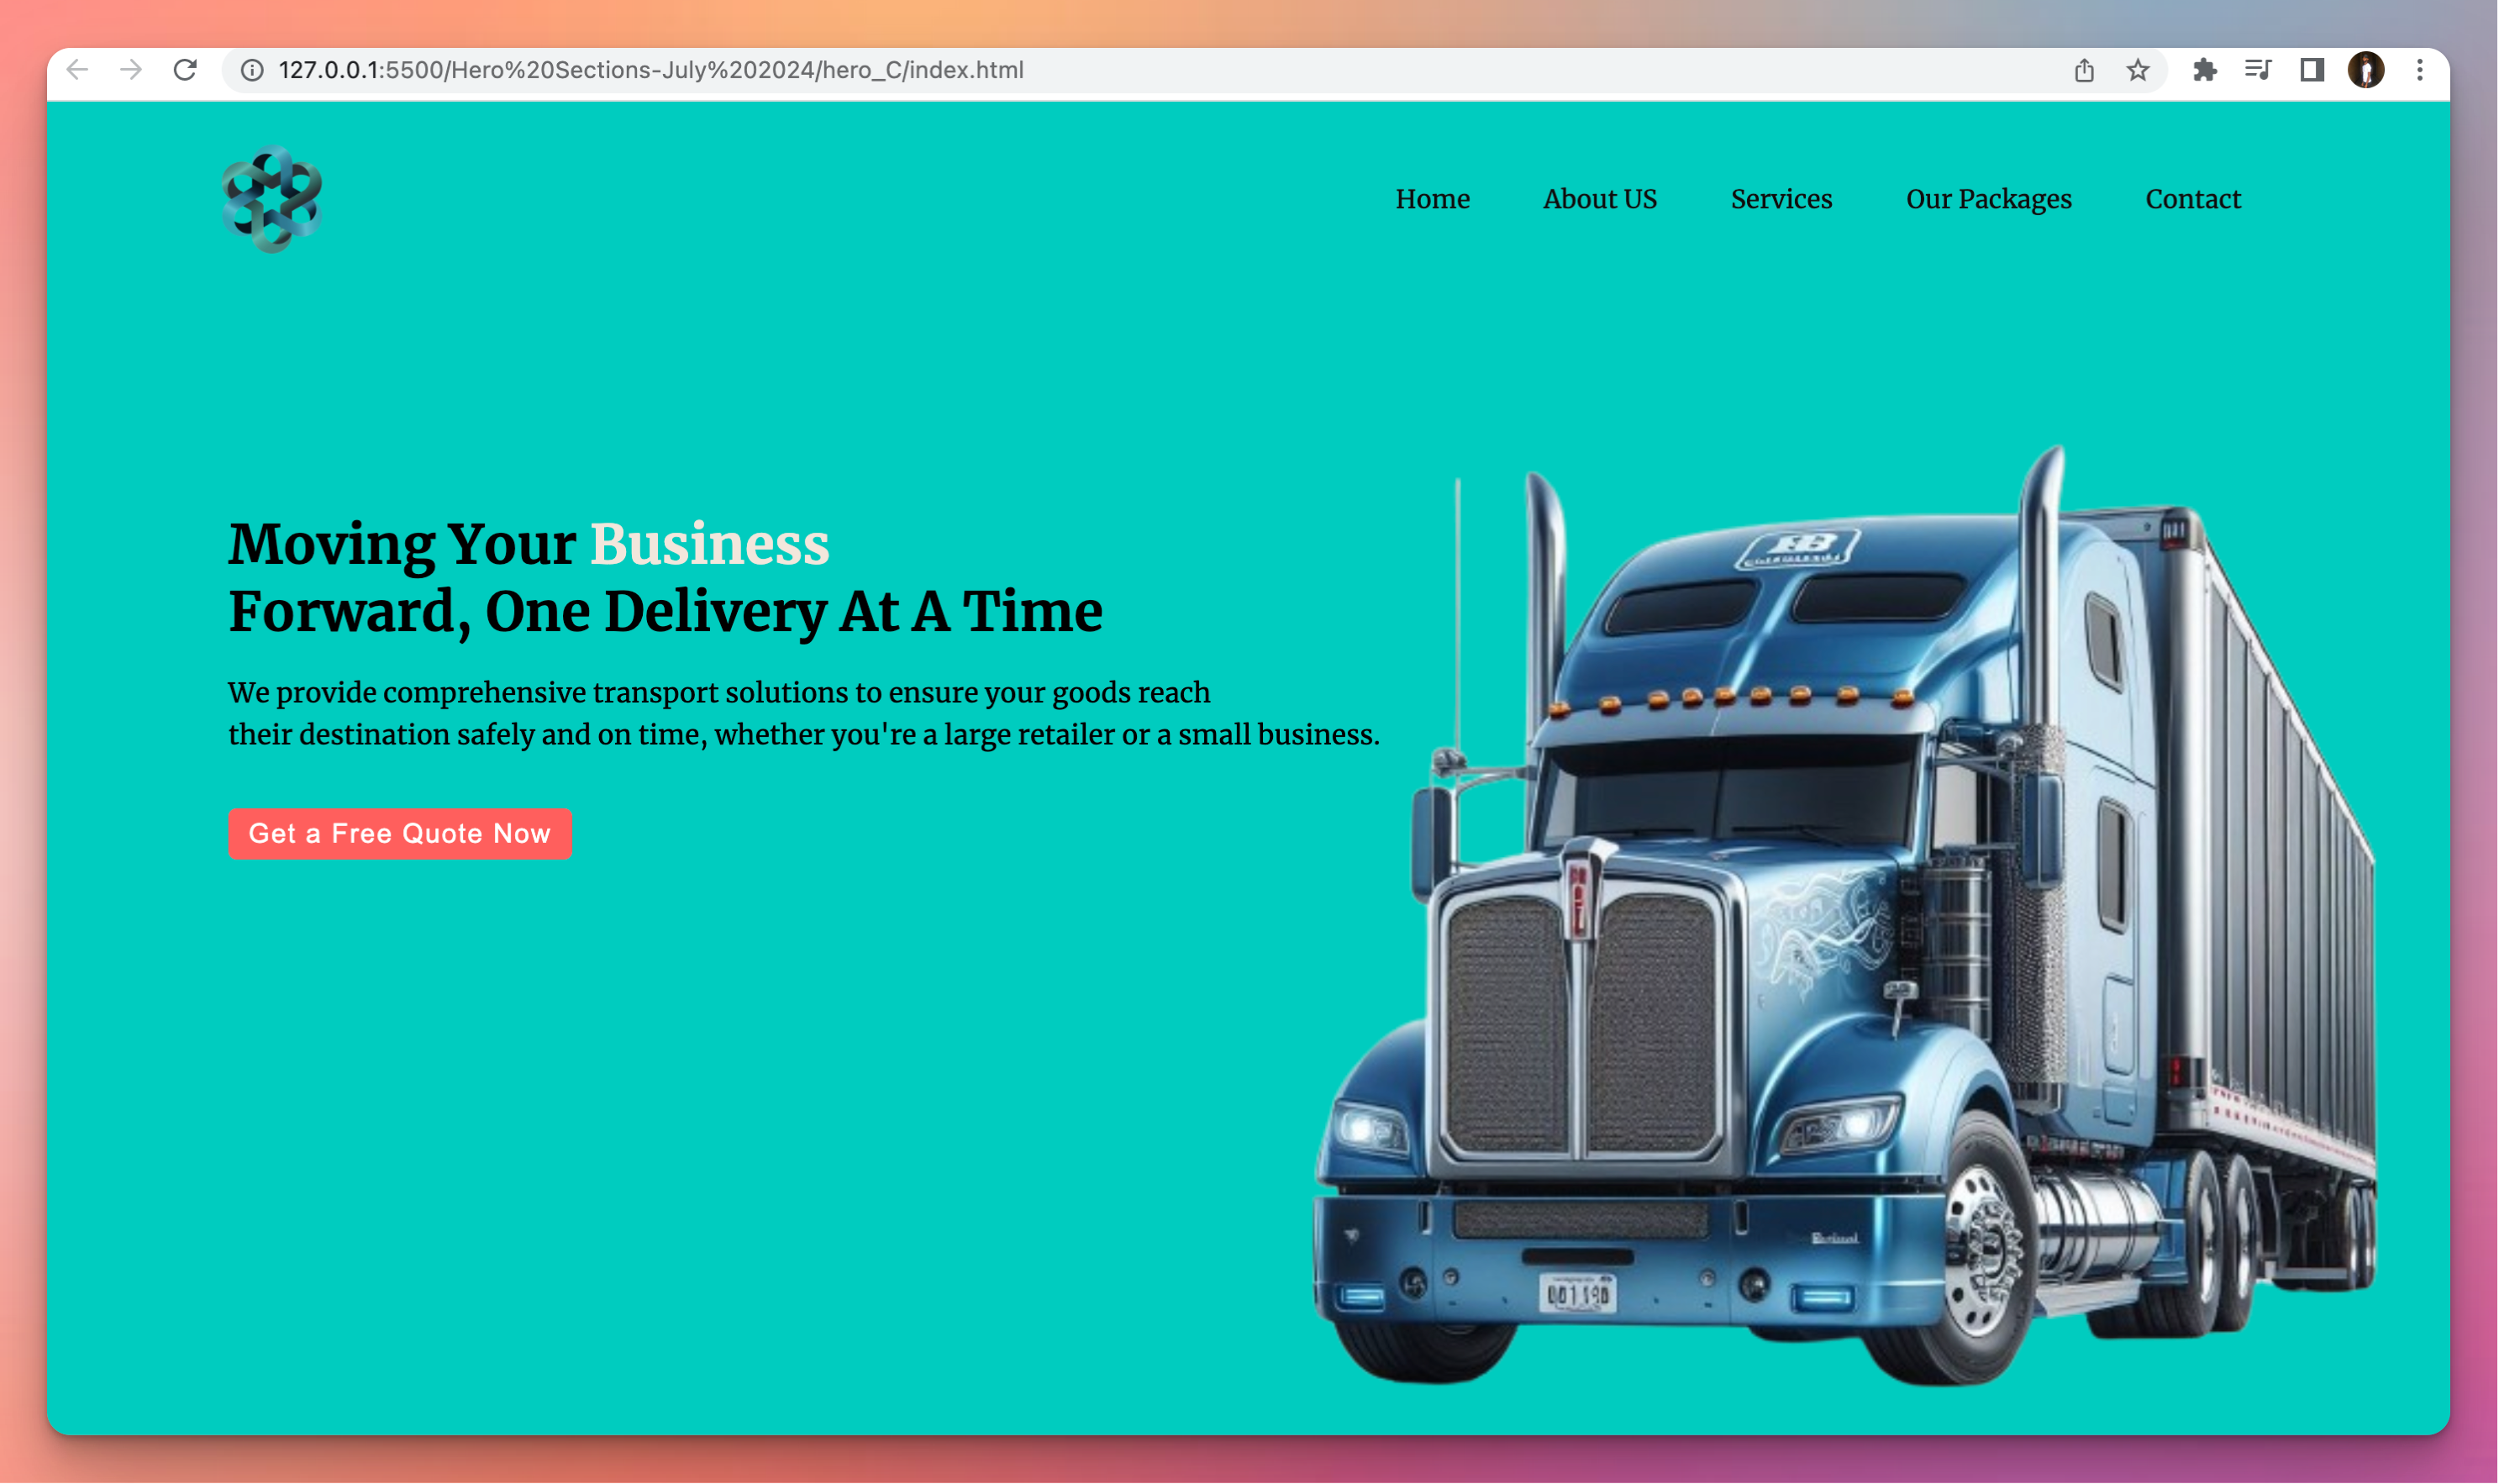 127.0.0.1:5500/Hero%20Sections-July%202024/hero_C/index.html
Home About US Services Our Packages Contact
Moving Your Business
Forward, One Delivery At A Time
We provide comprehensive transport solutions to ensure your goods reach
their destination safely and on time, whether you're a large retailer or a small business.
Get a Free Quote Now